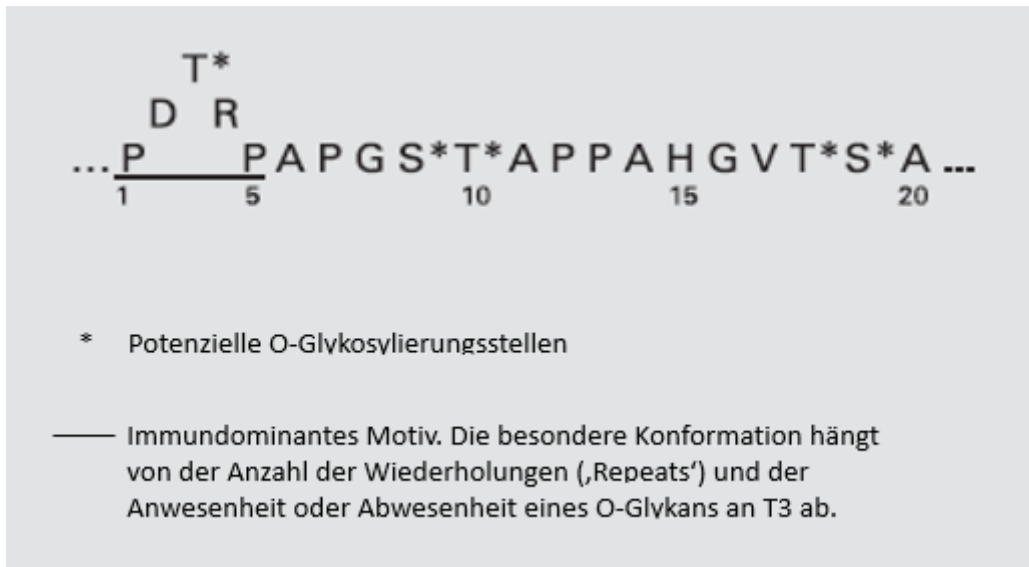 T*
D R
...P P A P G S*T*A P P A H G V T*S*A ...
1 5 10 15 20
* Potenzielle O-Glykosylierungsstellen
Immundominantes Motiv. Die besondere Konformation hängt
von der Anzahl der Wiederholungen (‚Repeats‘) und der
Anwesenheit oder Abwesenheit eines O-Glykans an T3 ab.